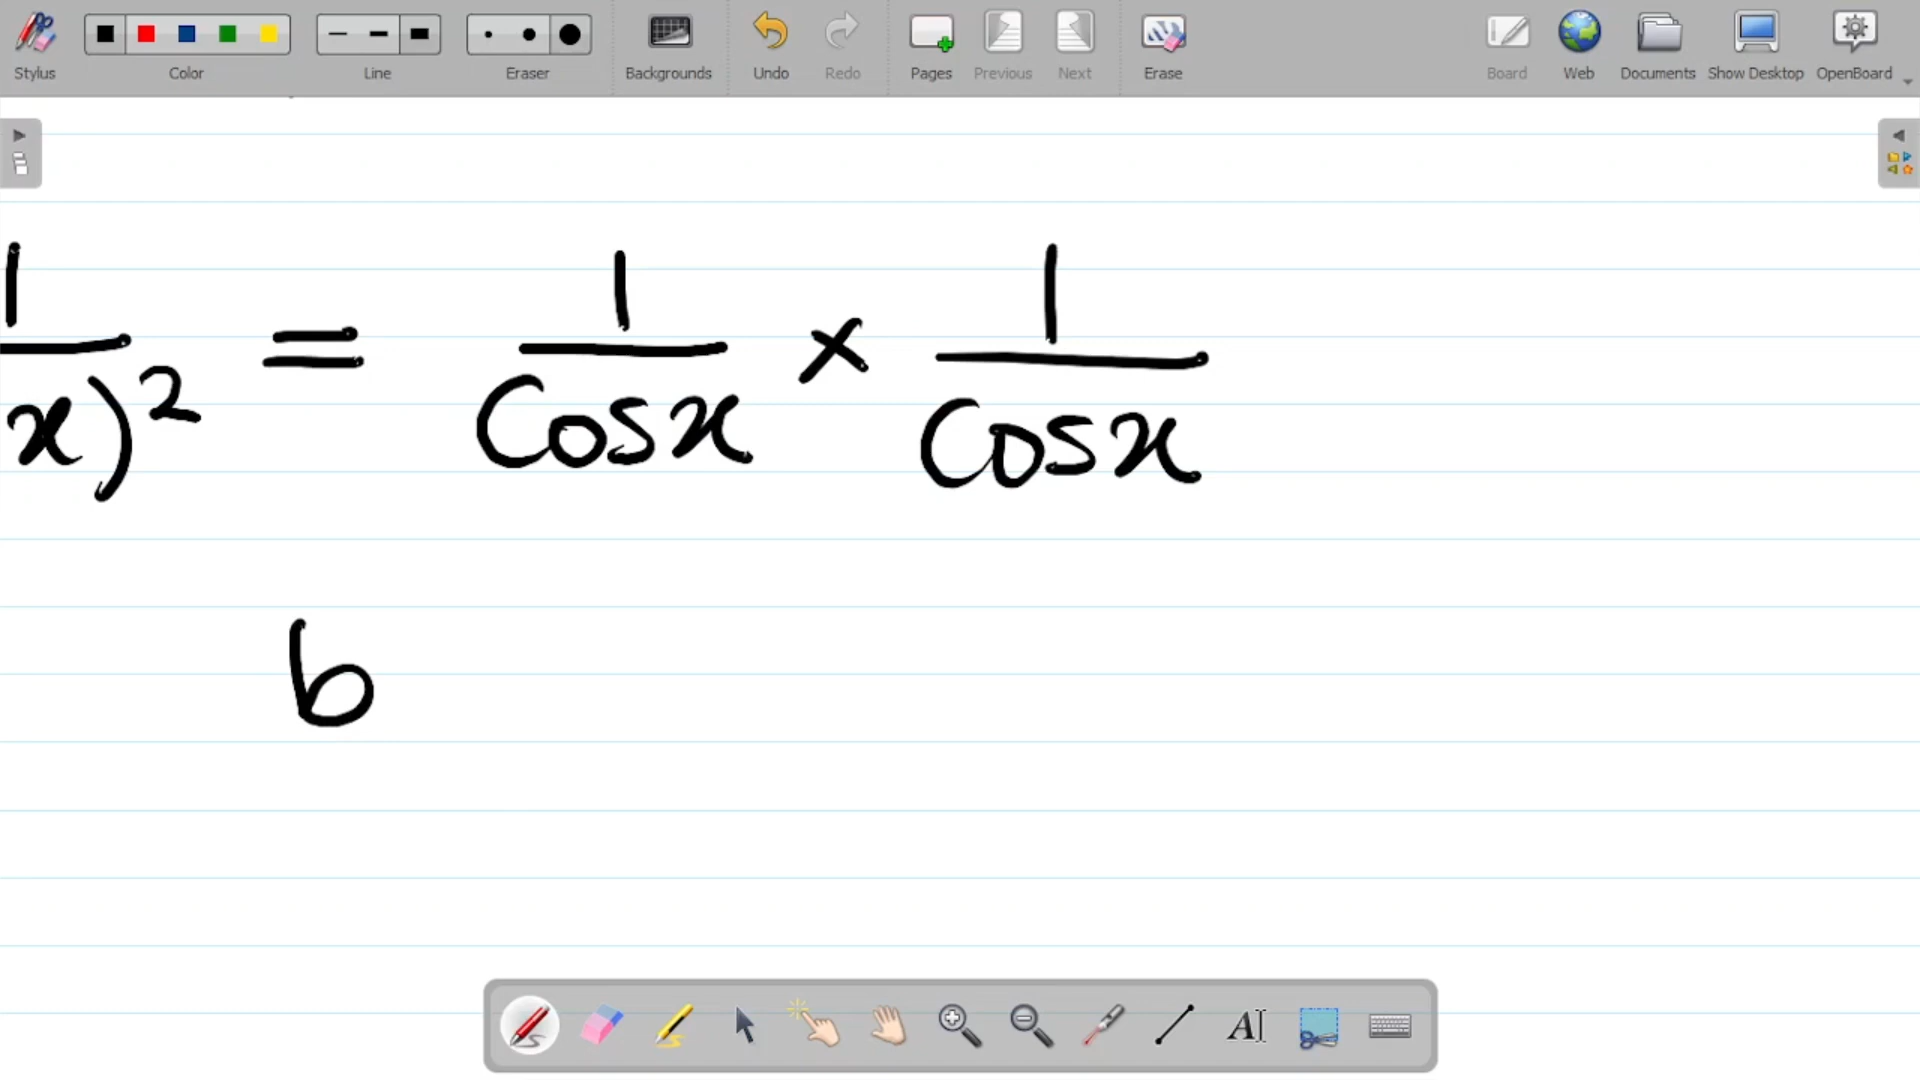 Stylus Color Line Eraser Backgrounds Undo Redo Pages Previous Next Erase Board Web Documents Show Desktop OpenBoard
1/x)² = 1/Cosx × 1/Cosx
b